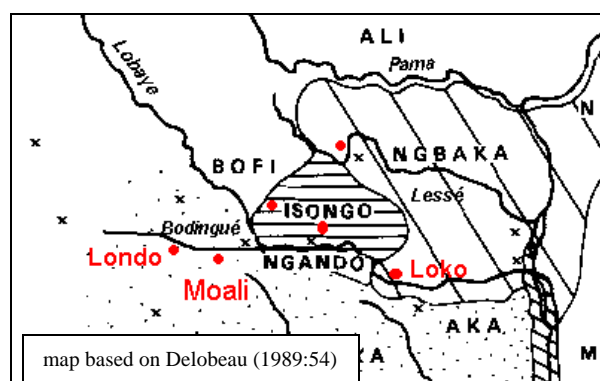 ALI
Pama
Lobaye
N
BOFI
NGBAKA
ISONGO
Lessé
Bodingué
Londo
NGANDO
Loko
Moali
AKA
KA
M
map based on Delobeau (1989:54)